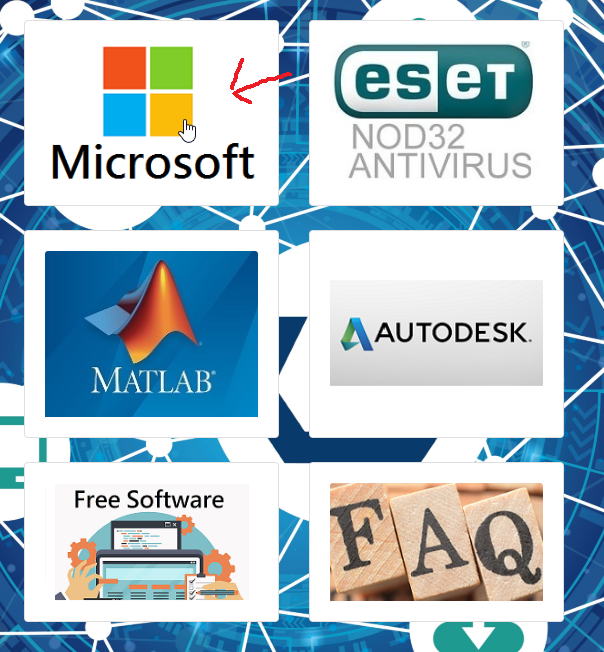 Microsoft
eseT®
NOD32
ANTIVIRUS
MATLAB®
AUTODESK.
Free Software
FAQ